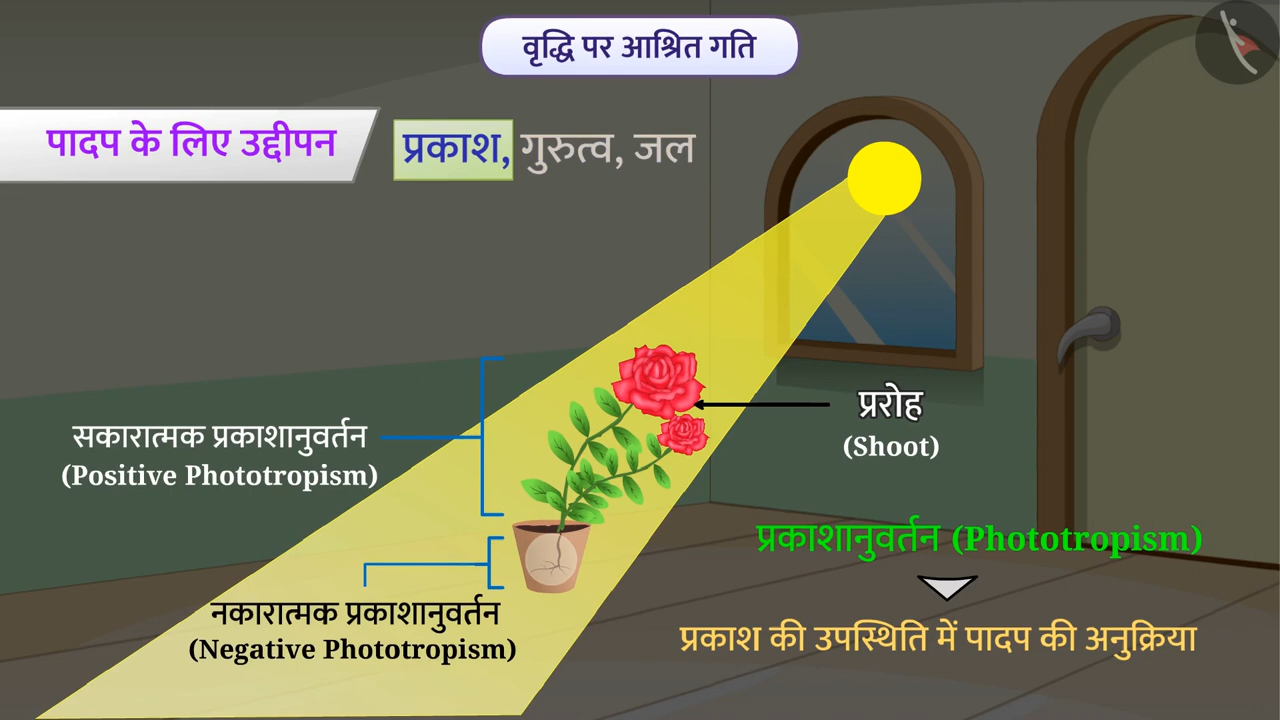 वृद्धि पर आश्रित गति
पादप के लिए उद्दीपन
प्रकाश, गुरुत्व, जल
प्ररोह
(Shoot)
सकारात्मक प्रकाशानुवर्तन
(Positive Phototropism)
प्रकाशानुवर्तन (Phototropism)
नकारात्मक प्रकाशानुवर्तन
(Negative Phototropism)
प्रकाश की उपस्थिति में पादप की अनुक्रिया